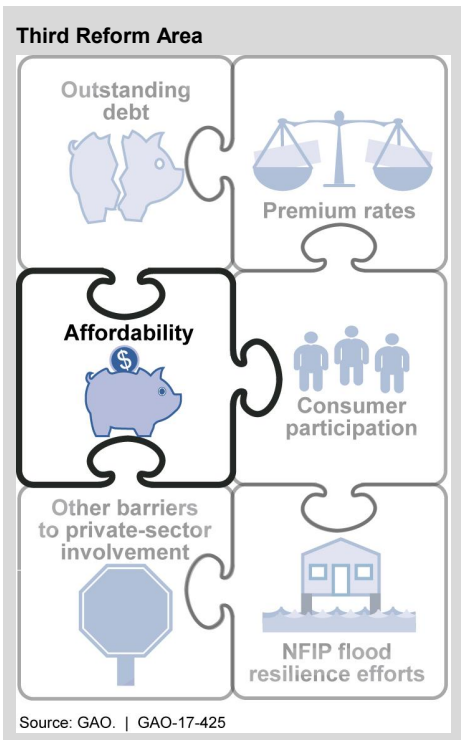 Third Reform Area
Outstanding
debt
Premium rates
Affordability
$
Consumer
participation
Other barriers
to private-sector
involvement
NFIP flood
resilience efforts
Source: GAO. | GAO-17-425